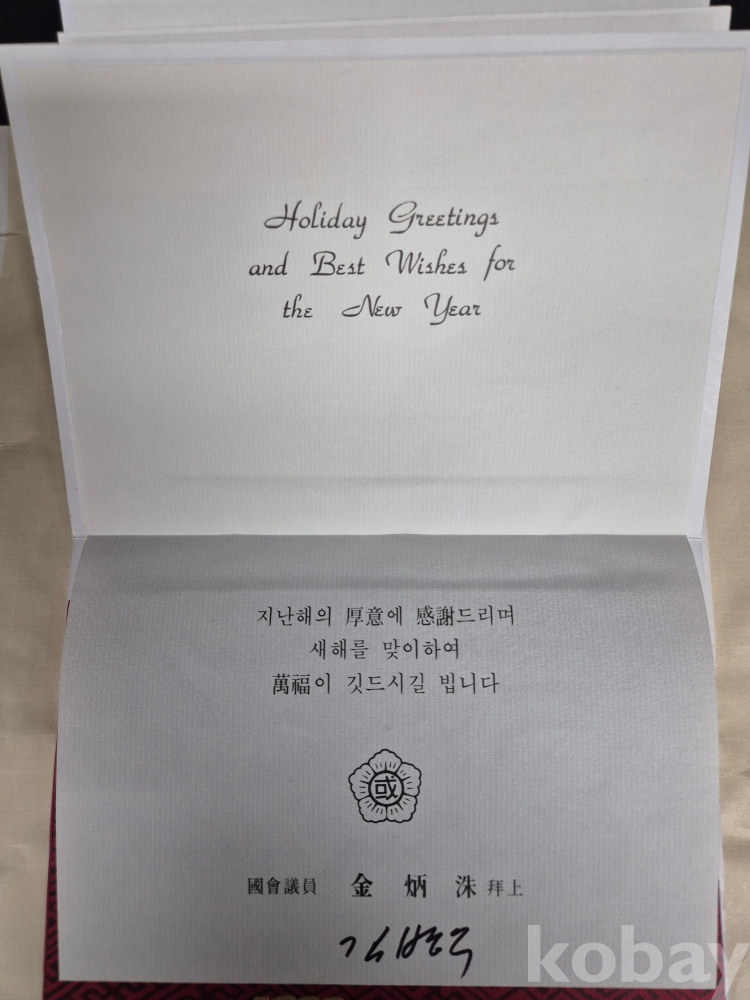 Holiday Greetings
and Best Wishes for
the New Year
지난해의 厚意에 感謝드리며
새해를 맞이하여
萬福이 깃드시길 빕니다
國會議員 金 炳 洙 拜上
kobay